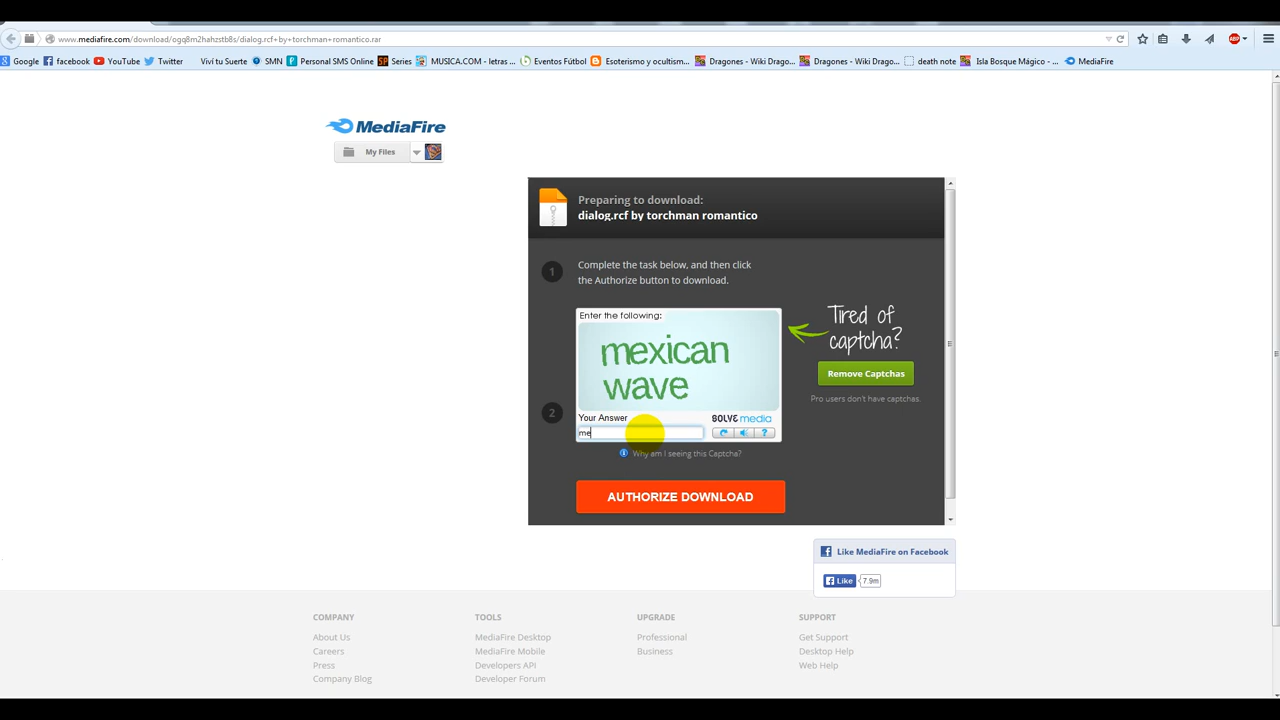 www.mediafire.com/download/ogq8m2hahzstb8s/dialog.rcf+by+torchman+romantico.rar
ABP
Google facebook YouTube Twitter Viví tu Suerte SMN Personal SMS Online Series MUSICA.COM - letras ... Eventos Fútbol Esoterismo y ocultism... Dragones - Wiki Drago... Dragones - Wiki Drago... death note Isla Bosque Mágico - ... MediaFire
MediaFire
My Files
Preparing to download:
dialog.rcf by torchman romantico
1
Complete the task below, and then click
the Authorize button to download.
2
Enter the following:
mexican
wave
Your Answer
SOLVE media
me
?
Why am I seeing this Captcha?
Tired of
captcha?
Remove Captchas
Pro users don't have captchas.
AUTHORIZE DOWNLOAD
Like MediaFire on Facebook
Like 7.9m
COMPANY
About Us
Careers
Press
Company Blog
TOOLS
MediaFire Desktop
MediaFire Mobile
Developers API
Developer Forum
UPGRADE
Professional
Business
SUPPORT
Get Support
Desktop Help
Web Help